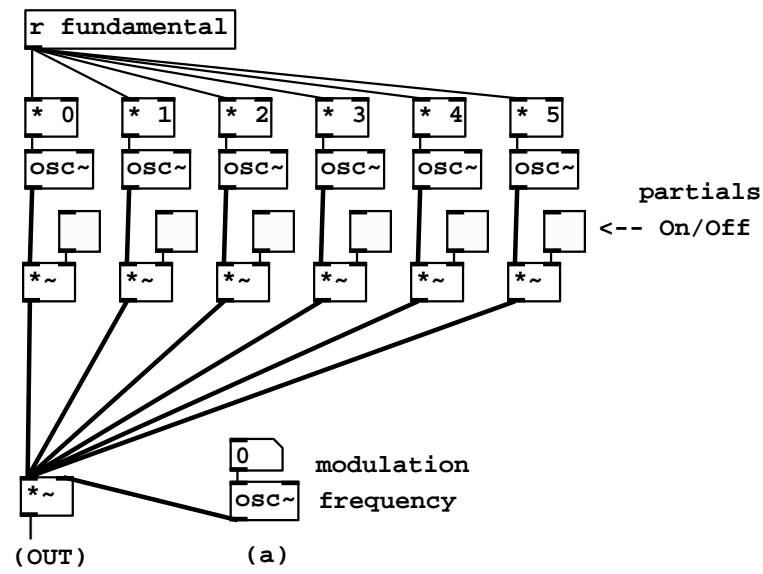 r fundamental
* 0 * 1 * 2 * 3 * 4 * 5
osc~ osc~ osc~ osc~ osc~ osc~
partials
<-- On/Off
*~ *~ *~ *~ *~ *~
0
modulation
*~ osc~ frequency
(OUT) (a)